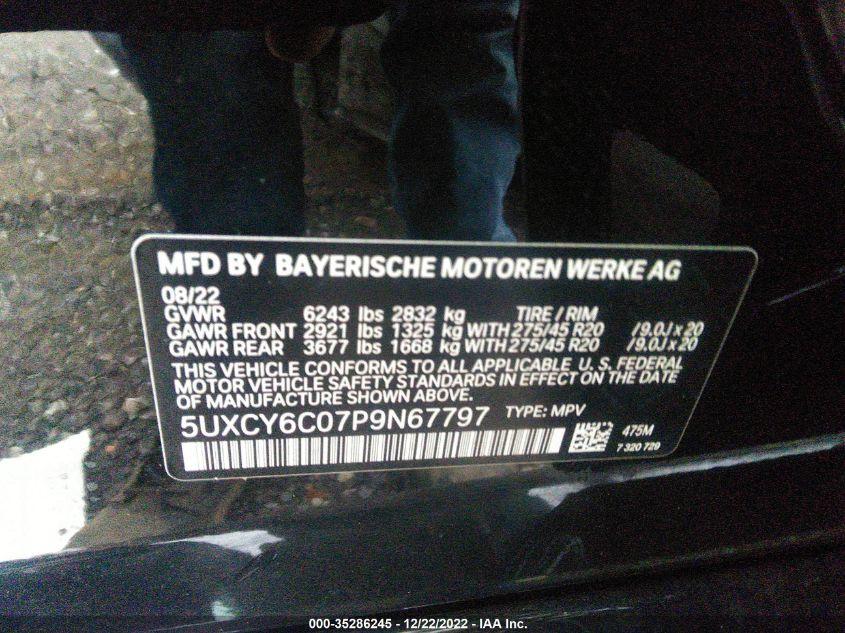 MFD BY BAYERISCHE MOTOREN WERKE AG
08/22
GVWR 6243 lbs 2832 kg TIRE / RIM
GAWR FRONT 2921 lbs 1325 kg WITH 275/45 R20 /9.0J x 20
GAWR REAR 3677 lbs 1668 kg WITH 275/45 R20 /9.0J x 20
THIS VEHICLE CONFORMS TO ALL APPLICABLE U. S. FEDERAL
MOTOR VEHICLE SAFETY STANDARDS IN EFFECT ON THE DATE
OF MANUFACTURE SHOWN ABOVE.
5UXCY6C07P9N67797 TYPE: MPV
475M
7 320 729
000-35286245 - 12/22/2022 - IAA Inc.